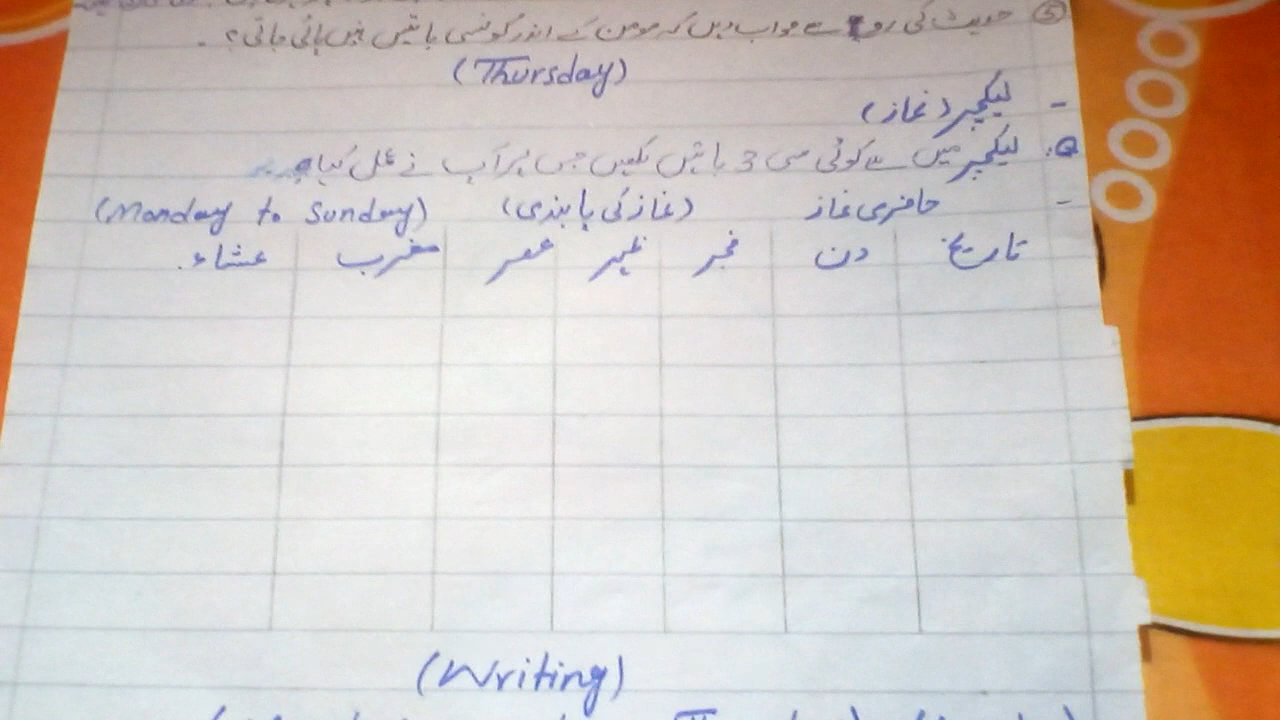 ⑤ حدیث کی رو سے جواب دیں کہ مومن کے اندر کونسی باتیں نہیں پائی جاتی؟
(Thursday)
- لیکچر (نماز)
Q: لیکچر میں سے کوئی سی 3 باتیں لکھیں جس پر آپ نے عمل کیا
- حاضری نماز (نماز کی پابندی) (Monday to Sunday)
تاریخ دن فجر ظہر عصر مغرب عشاء
(Writing)